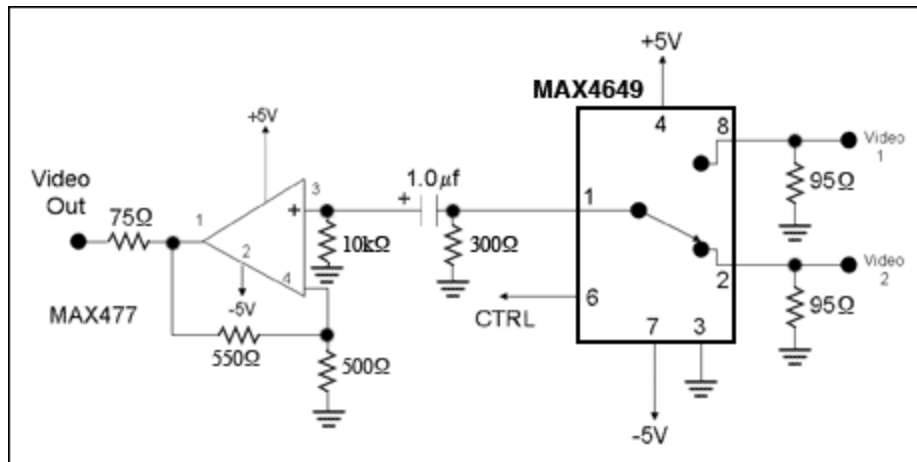 +5V
MAX4649
4
8
Video
1
95Ω
+5V
Video
Out
75Ω
1
3
+
2
4
-5V
MAX477
10kΩ
1.0μf
+
300Ω
1
2
Video
2
95Ω
CTRL
6
7
3
550Ω
500Ω
-5V